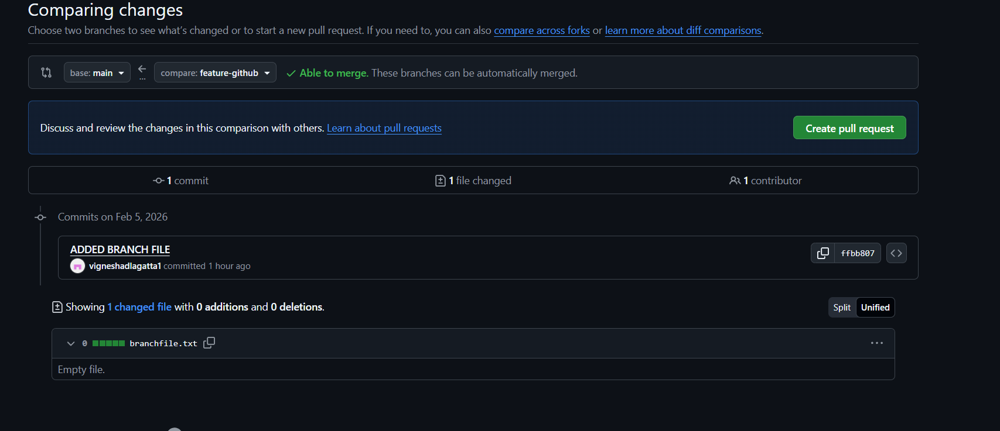 Comparing changes
Choose two branches to see what's changed or to start a new pull request. If you need to, you can also compare across forks or learn more about diff comparisons.
base: main ... compare: feature-github Able to merge. These branches can be automatically merged.
Discuss and review the changes in this comparison with others. Learn about pull requests Create pull request
1 commit 1 file changed 1 contributor
Commits on Feb 5, 2026
ADDED BRANCH FILE
vigneshadlagatta1 committed 1 hour ago
ffbb807
Showing 1 changed file with 0 additions and 0 deletions. Split Unified
0 branchfile.txt
Empty file.